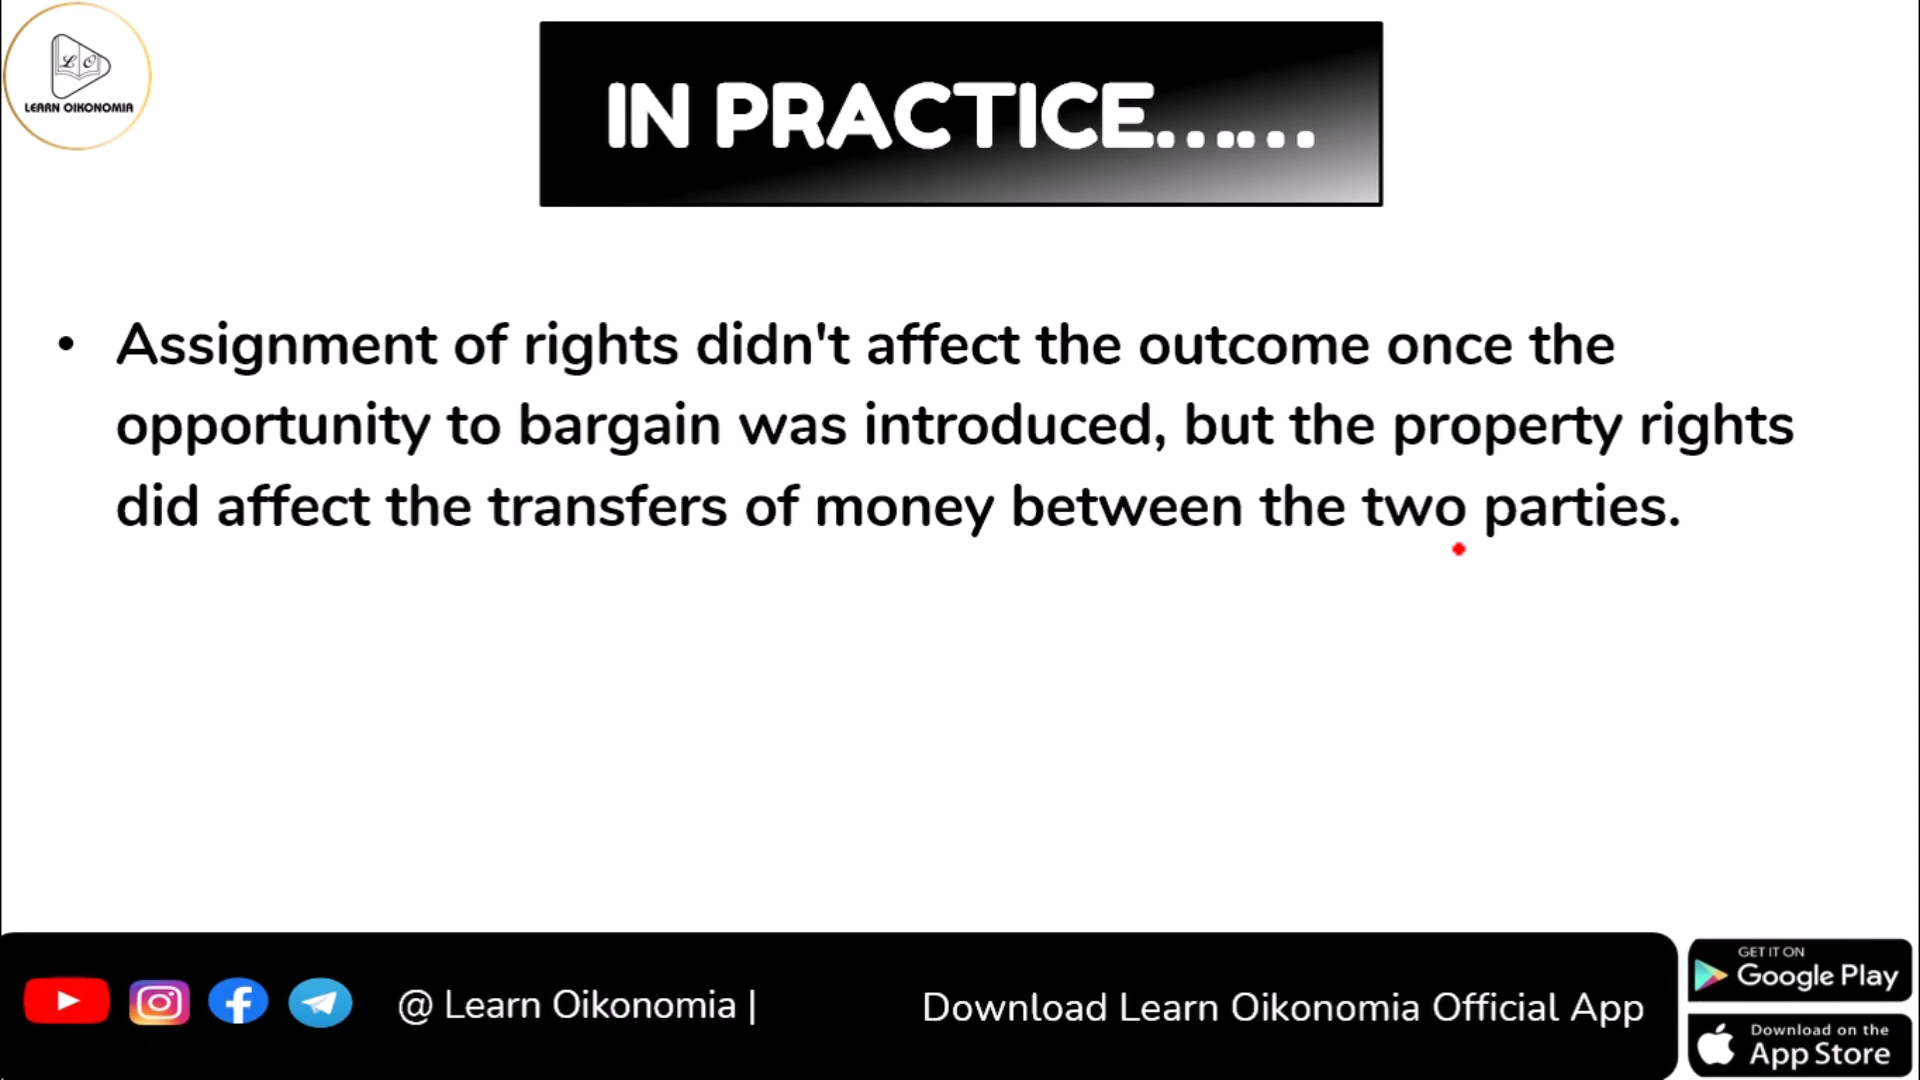 L O
LEARN OIKONOMIA
IN PRACTICE......
• Assignment of rights didn't affect the outcome once the
opportunity to bargain was introduced, but the property rights
did affect the transfers of money between the two parties.
@ Learn Oikonomia |
Download Learn Oikonomia Official App
GET IT ON
Google Play
Download on the
App Store